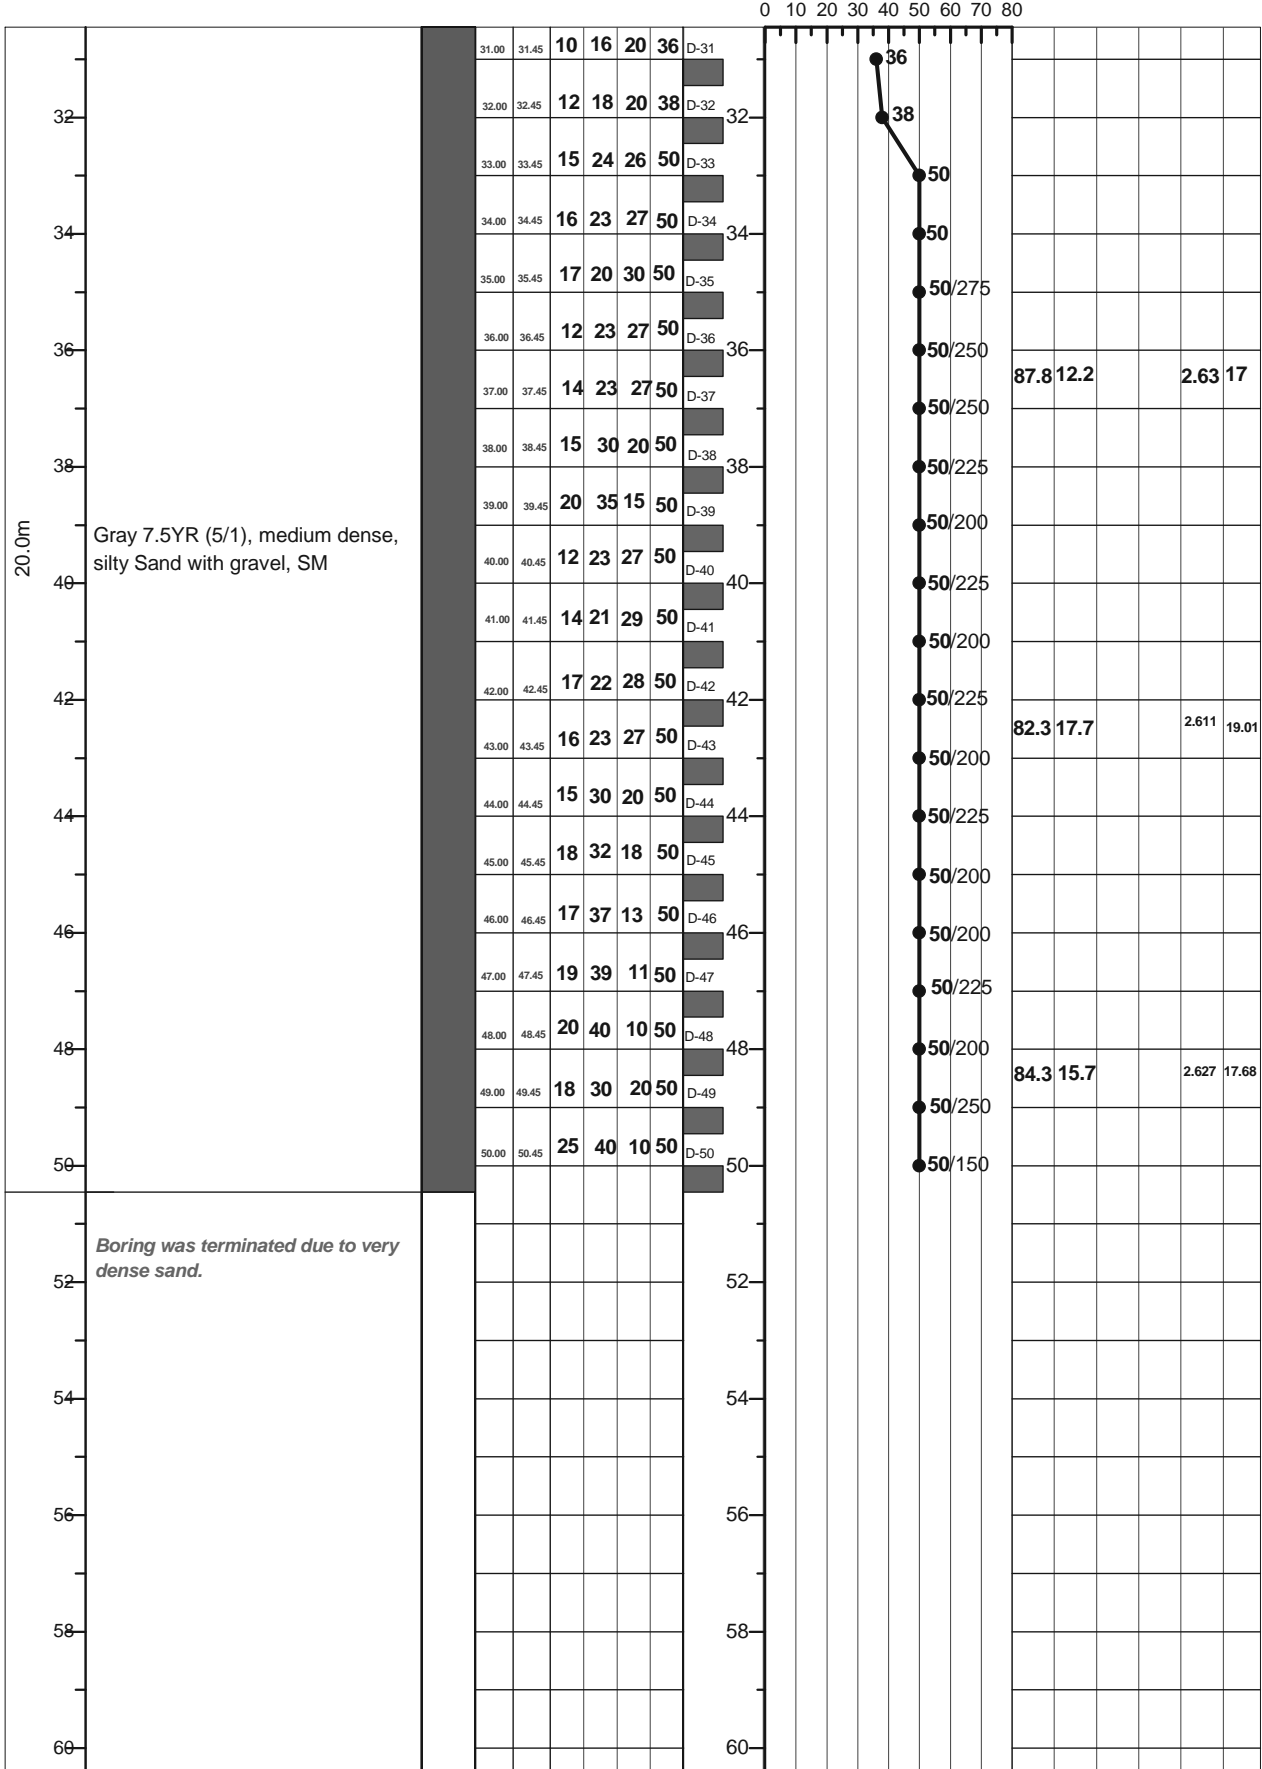 0 10 20 30 40 50 60 70 80
31.00 31.45 10 16 20 36 D-31 36
32.00 32.45 12 18 20 38 D-32 38
32 32
33.00 33.45 15 24 26 50 D-33 50
34.00 34.45 16 23 27 50 D-34
34 34 50
35.00 35.45 17 20 30 50 D-35 50/275
36.00 36.45 12 23 27 50 D-36
36 36 50/250
87.8 12.2 2.63 17
37.00 37.45 14 23 27 50 D-37 50/250
38.00 38.45 15 30 20 50 D-38
38 38 50/225
39.00 39.45 20 35 15 50 D-39 50/200
20.0m
Gray 7.5YR (5/1), medium dense,
silty Sand with gravel, SM
40.00 40.45 12 23 27 50 D-40
40 40 50/225
41.00 41.45 14 21 29 50 D-41 50/200
42.00 42.45 17 22 28 50 D-42
42 42 50/225
82.3 17.7 2.611 19.01
43.00 43.45 16 23 27 50 D-43 50/200
44.00 44.45 15 30 20 50 D-44
44 44 50/225
45.00 45.45 18 32 18 50 D-45 50/200
46.00 46.45 17 37 13 50 D-46
46 46 50/200
47.00 47.45 19 39 11 50 D-47 50/225
48.00 48.45 20 40 10 50 D-48
48 48 50/200
84.3 15.7 2.627 17.68
49.00 49.45 18 30 20 50 D-49 50/250
50.00 50.45 25 40 10 50 D-50
50 50 50/150
Boring was terminated due to very
dense sand.
52 52
54 54
56 56
58 58
60 60